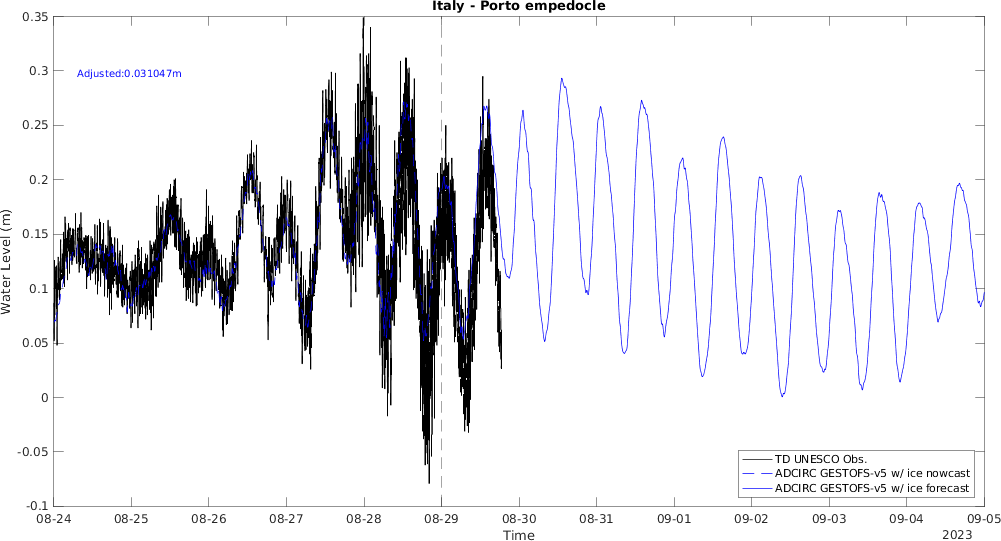 Italy - Porto empedocle
0.35
0.3
0.25
0.2
0.15
0.1
0.05
0
-0.05
-0.1
Water Level (m)
Adjusted:0.031047m
TD UNESCO Obs.
ADCIRC GESTOFS-v5 w/ ice nowcast
ADCIRC GESTOFS-v5 w/ ice forecast
08-24 08-25 08-26 08-27 08-28 08-29 08-30 08-31 09-01 09-02 09-03 09-04 09-05
Time
2023